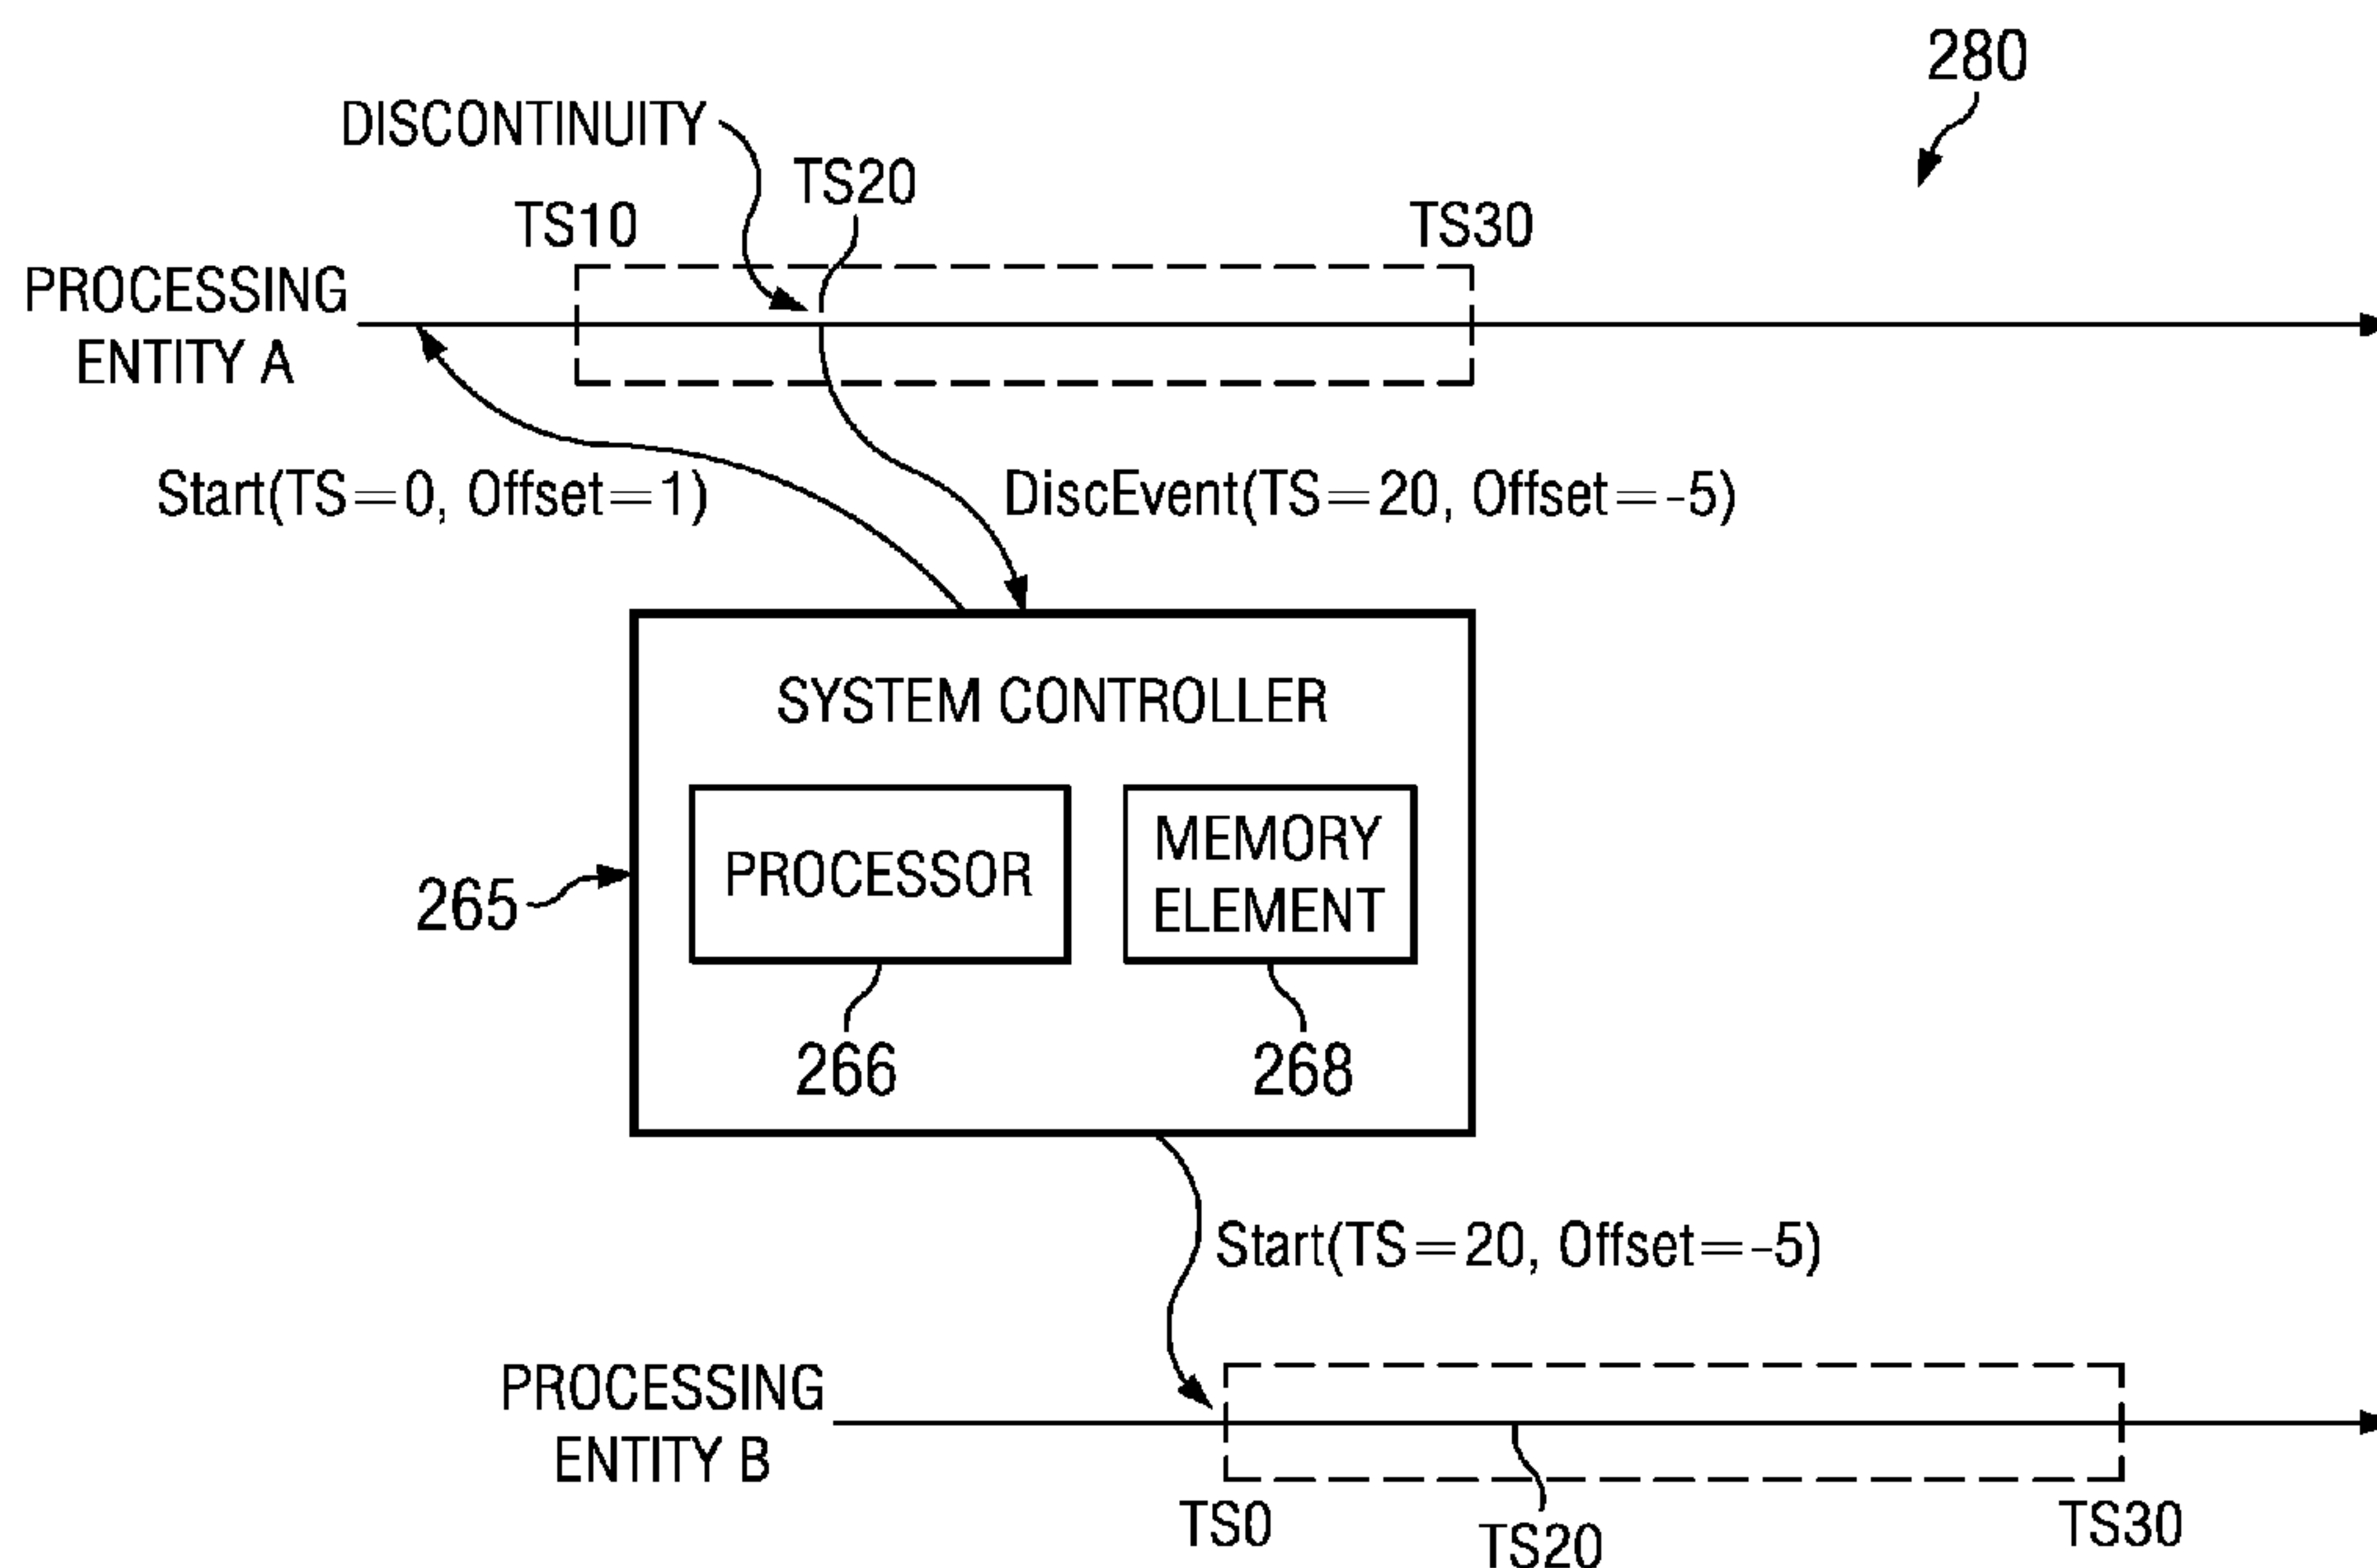 280
DISCONTINUITY
TS20
TS10
TS30
PROCESSING
ENTITY A
Start(TS=0, Offset=1)
DiscEvent(TS=20, Offset=-5)
SYSTEM CONTROLLER
PROCESSOR
MEMORY
ELEMENT
265
266
268
Start(TS=20, Offset=-5)
PROCESSING
ENTITY B
TS0
TS20
TS30